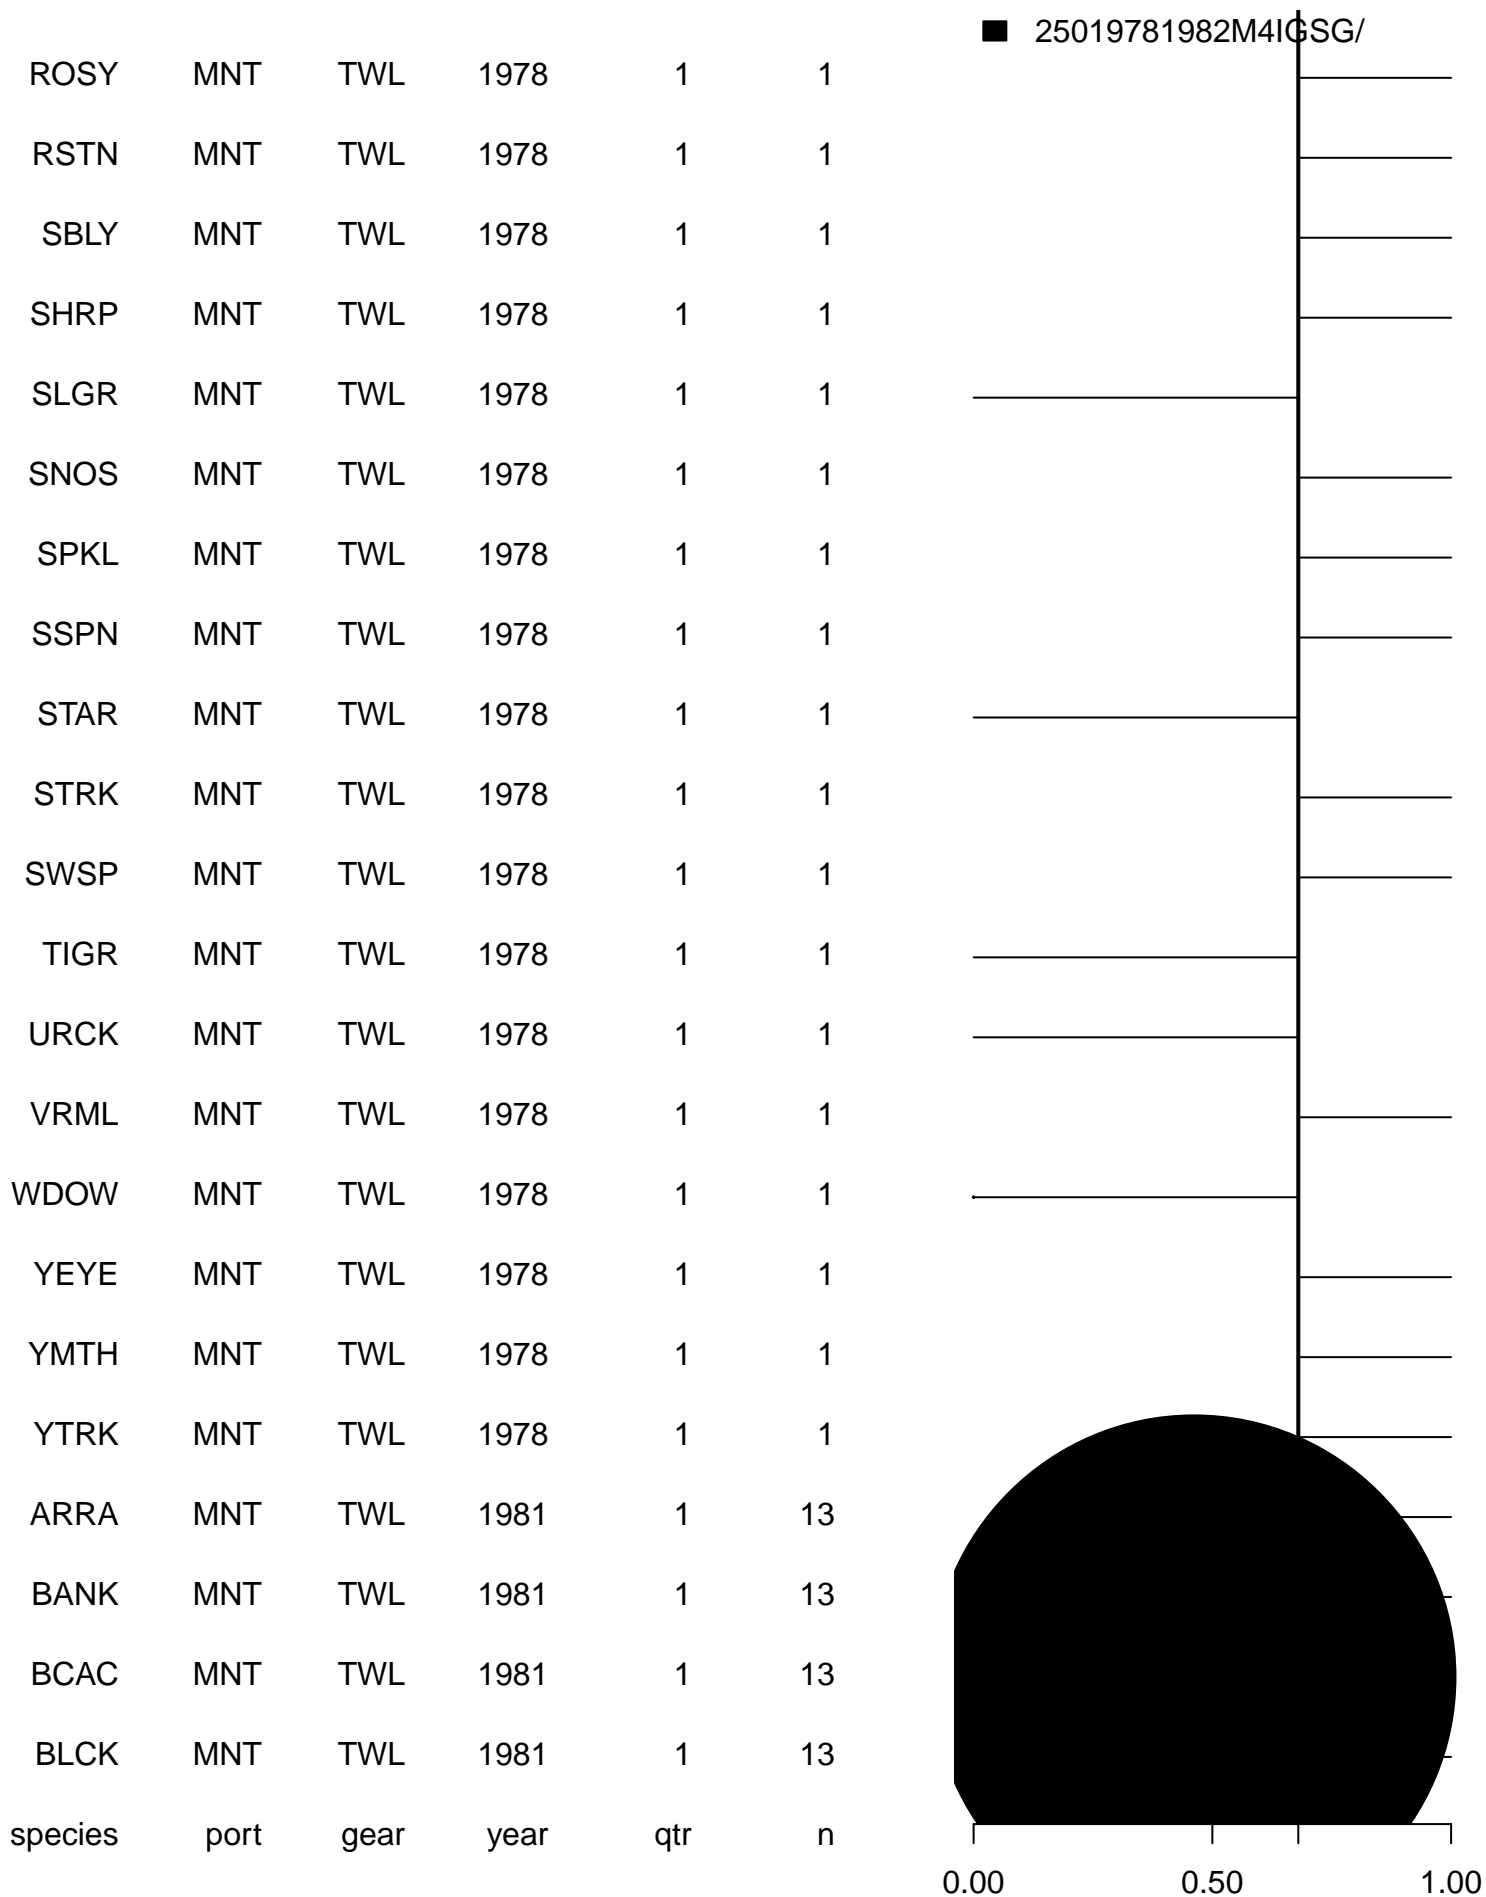 25019781982M4IGSG/
ROSY MNT TWL 1978 1 1
RSTN MNT TWL 1978 1 1
SBLY MNT TWL 1978 1 1
SHRP MNT TWL 1978 1 1
SLGR MNT TWL 1978 1 1
SNOS MNT TWL 1978 1 1
SPKL MNT TWL 1978 1 1
SSPN MNT TWL 1978 1 1
STAR MNT TWL 1978 1 1
STRK MNT TWL 1978 1 1
SWSP MNT TWL 1978 1 1
TIGR MNT TWL 1978 1 1
URCK MNT TWL 1978 1 1
VRML MNT TWL 1978 1 1
WDOW MNT TWL 1978 1 1
YEYE MNT TWL 1978 1 1
YMTH MNT TWL 1978 1 1
YTRK MNT TWL 1978 1 1
ARRA MNT TWL 1981 1 13
BANK MNT TWL 1981 1 13
BCAC MNT TWL 1981 1 13
BLCK MNT TWL 1981 1 13
species port gear year qtr n
0.00 0.50 1.00